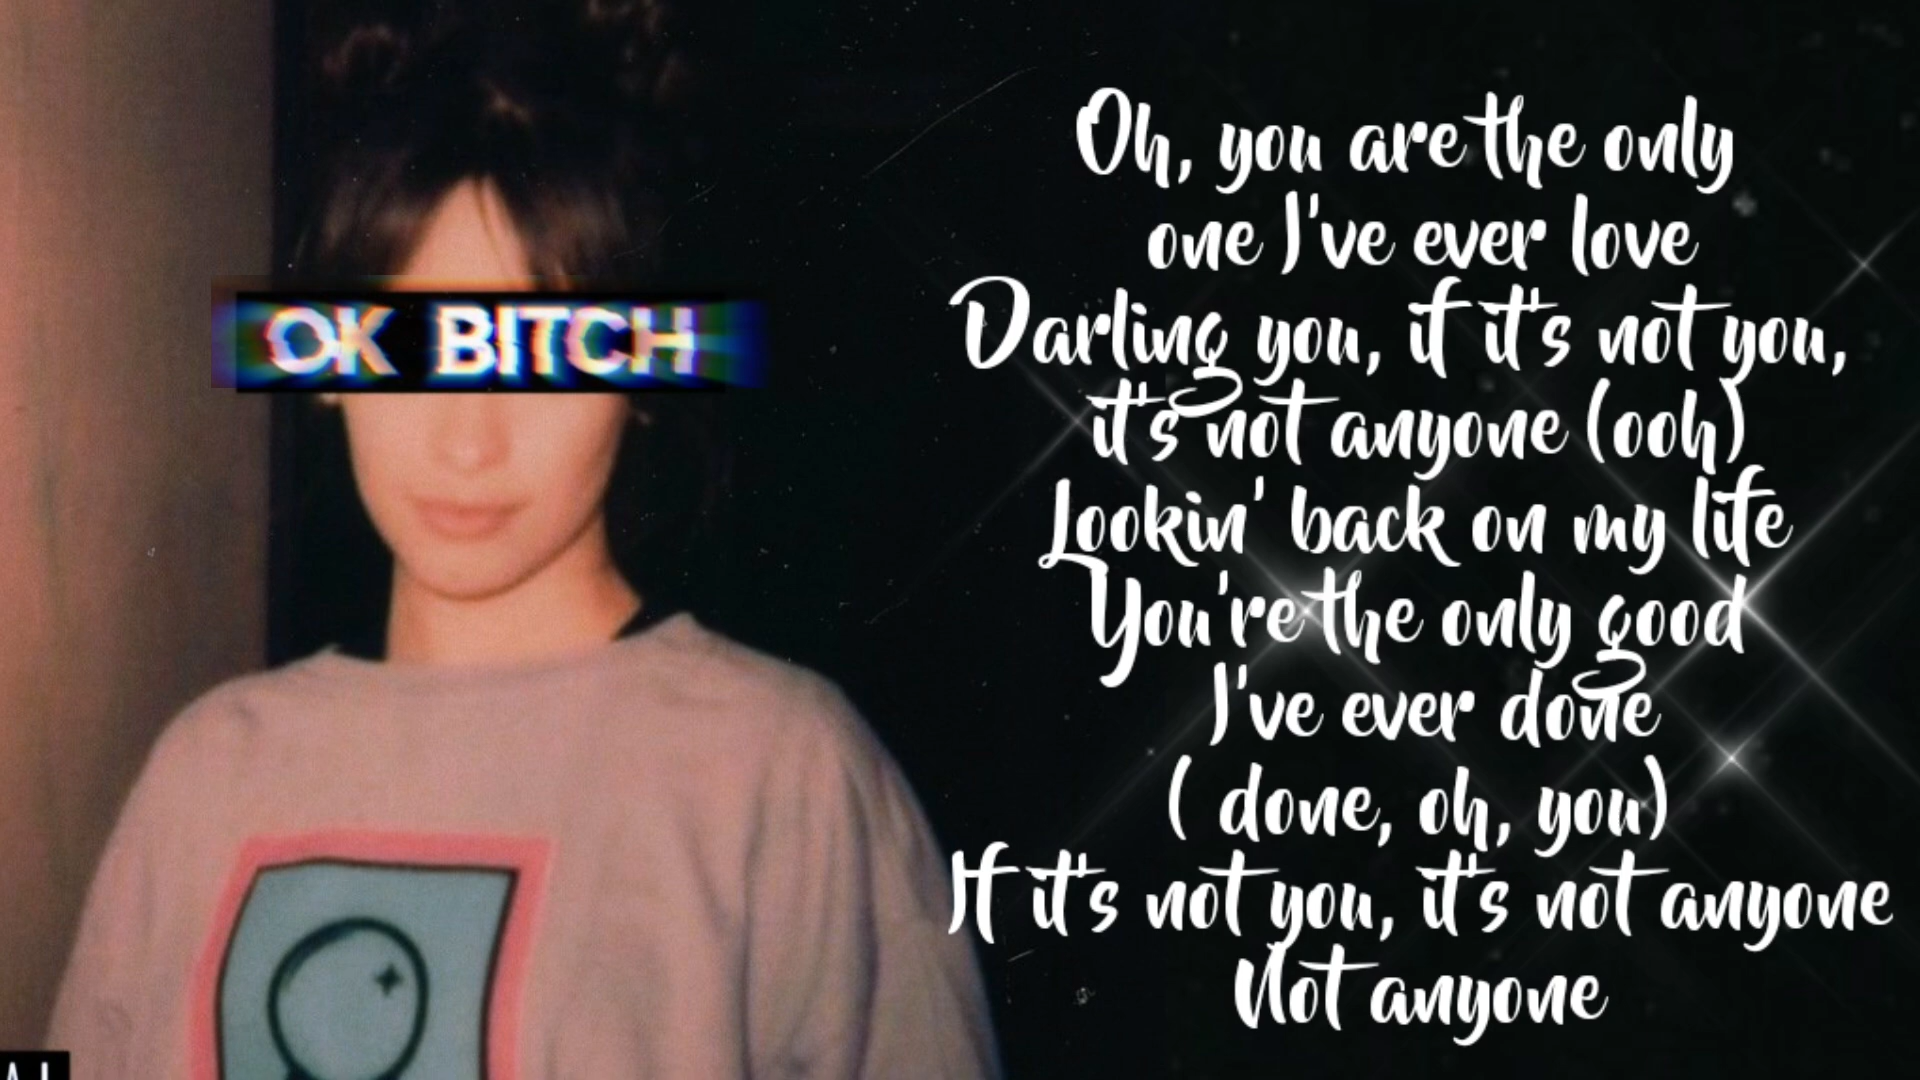 OK BITCH
Oh, you are the only
one I've ever love
Darling you, if it's not you,
it's not anyone (ooh)
Lookin' back on my life
You're the only good
I've ever done
( done, oh, you)
If it's not you, it's not anyone
Not anyone